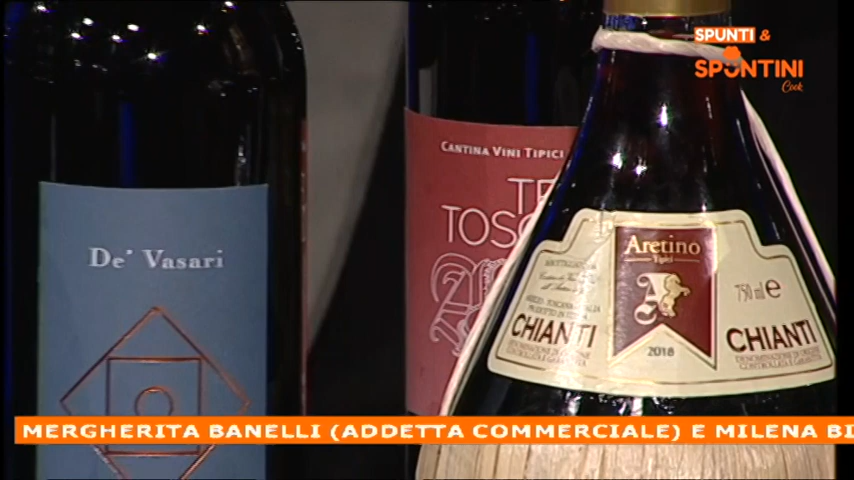 SPUNTI &
SPONTINI
Cook
De' Vasari
CANTINA VINI TIPICI
TE
TOSC
Aretino
Tipici
A
750 ml e
CHIANTI
CHIANTI
2018
MERGHERITA BANELLI (ADDETTA COMMERCIALE) E MILENA BI